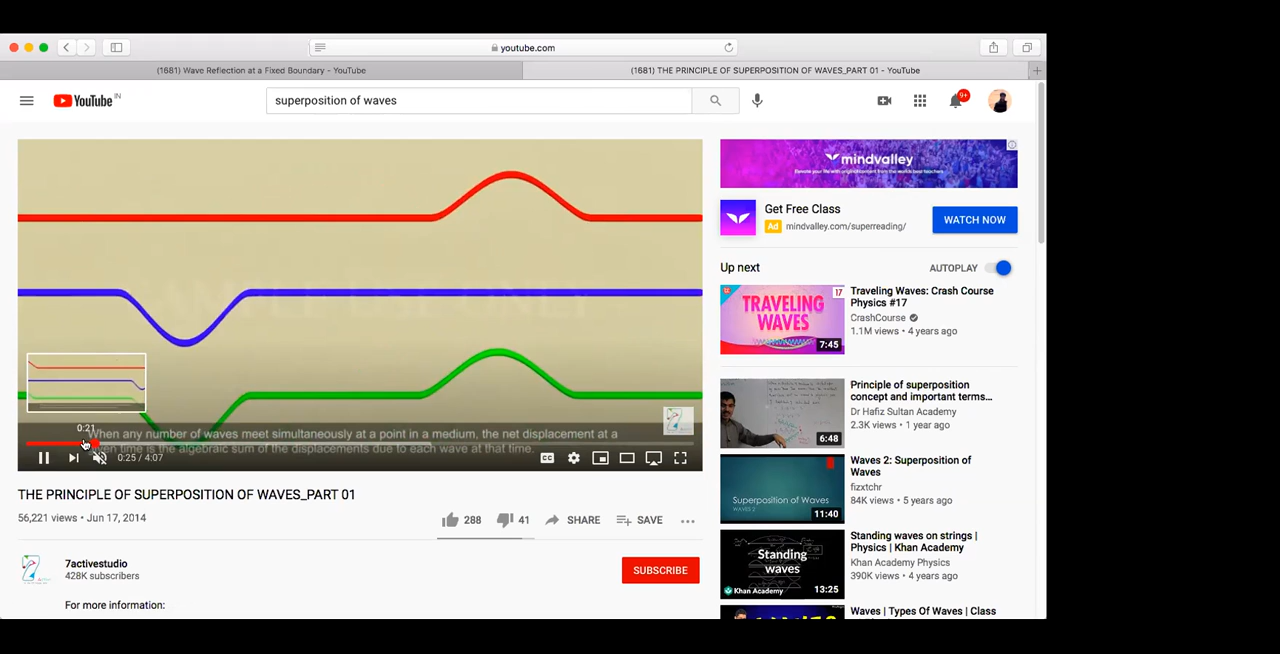 youtube.com
(1681) Wave Reflection at a Fixed Boundary - YouTube
(1681) THE PRINCIPLE OF SUPERPOSITION OF WAVES_PART 01 - YouTube
YouTube IN
superposition of waves
9+
mindvalley
Get Free Class
Ad mindvalley.com/superreading/
WATCH NOW
Up next
AUTOPLAY
TRAVELING WAVES
17
7:45
Traveling Waves: Crash Course
Physics #17
CrashCourse
1.1M views • 4 years ago
6:48
Principle of superposition
concept and important terms...
Dr Hafiz Sultan Academy
2.3K views • 1 year ago
Superposition of Waves
WAVES 2
11:40
Waves 2: Superposition of
Waves
fizxtchr
84K views • 5 years ago
Standing waves
Khan Academy
13:25
Standing waves on strings |
Physics | Khan Academy
Khan Academy Physics
390K views • 4 years ago
Waves | Types Of Waves | Class
0:21
When any number of waves meet simultaneously at a point in a medium, the net displacement at a
given time is the algebraic sum of the displacements due to each wave at that time.
0:25 / 4:07
CC
THE PRINCIPLE OF SUPERPOSITION OF WAVES_PART 01
56,221 views • Jun 17, 2014
288
41
SHARE
SAVE
7activestudio
428K subscribers
SUBSCRIBE
For more information: